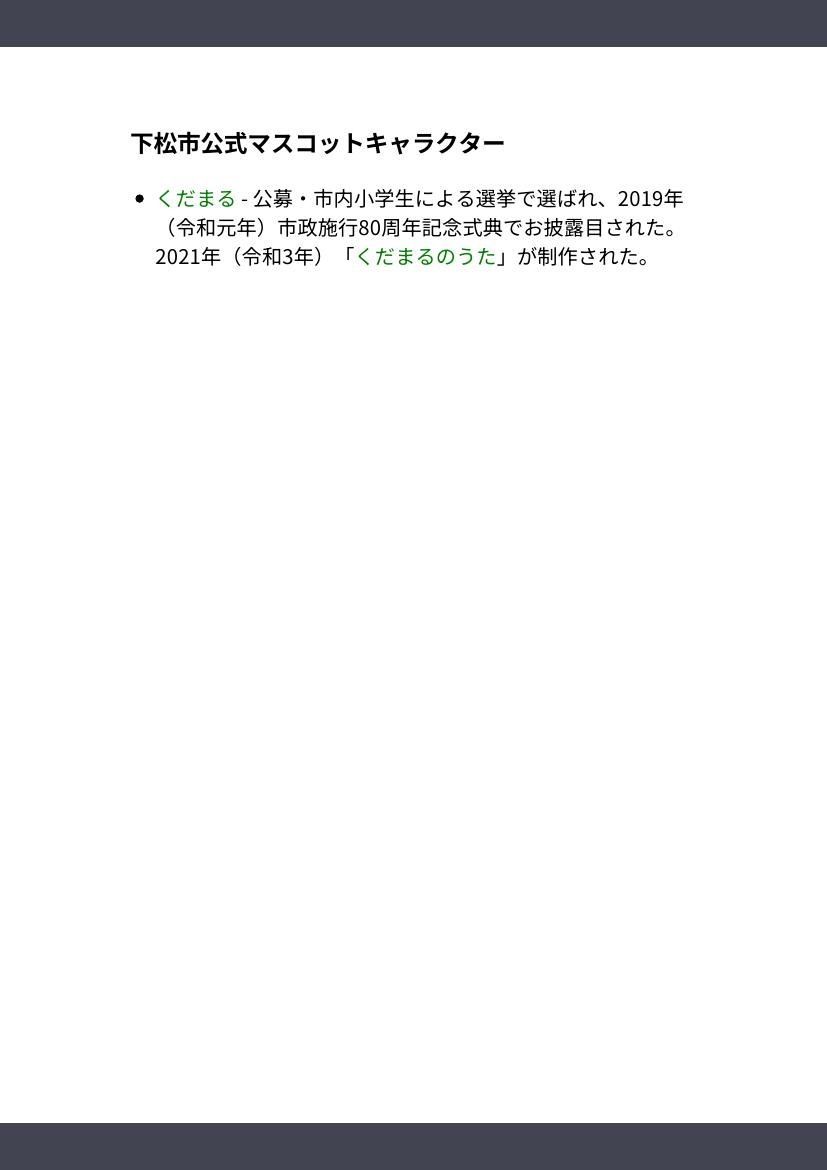 下松市公式マスコットキャラクター
• くだまる - 公募・市内小学生による選挙で選ばれ、2019年
（令和元年）市政施行80周年記念式典でお披露目された。
2021年（令和3年）「くだまるのうた」が制作された。